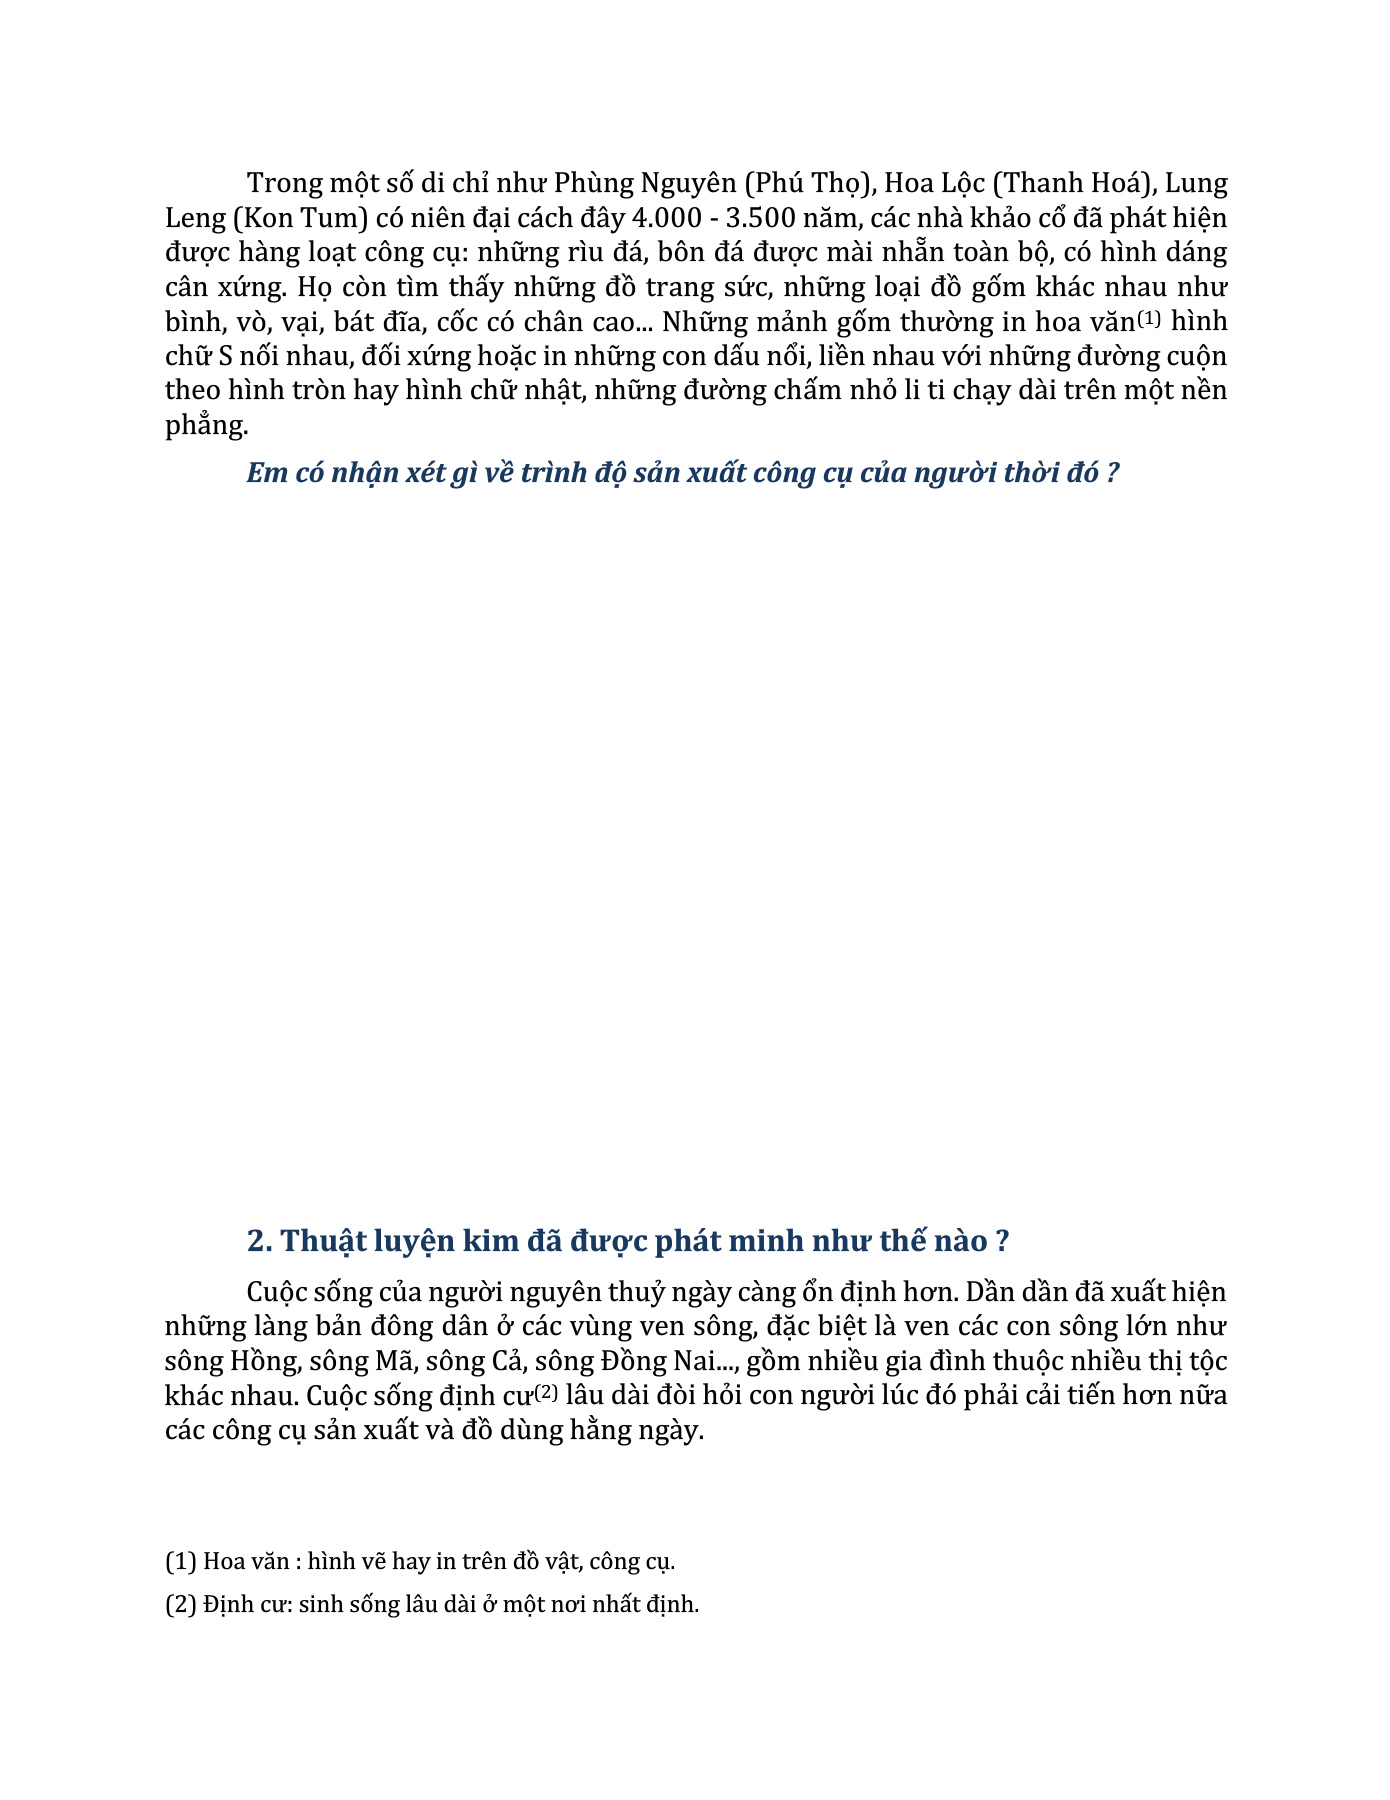 Trong một số di chỉ như Phùng Nguyên (Phú Thọ), Hoa Lộc (Thanh Hoá), Lung
Leng (Kon Tum) có niên đại cách đây 4.000 - 3.500 năm, các nhà khảo cổ đã phát hiện
được hàng loạt công cụ: những rìu đá, bôn đá được mài nhẵn toàn bộ, có hình dáng
cân xứng. Họ còn tìm thấy những đồ trang sức, những loại đồ gốm khác nhau như
bình, vò, vại, bát đĩa, cốc có chân cao... Những mảnh gốm thường in hoa văn(1) hình
chữ S nối nhau, đối xứng hoặc in những con dấu nổi, liền nhau với những đường cuộn
theo hình tròn hay hình chữ nhật, những đường chấm nhỏ li ti chạy dài trên một nền
phẳng.
Em có nhận xét gì về trình độ sản xuất công cụ của người thời đó ?
2. Thuật luyện kim đã được phát minh như thế nào ?
Cuộc sống của người nguyên thuỷ ngày càng ổn định hơn. Dần dần đã xuất hiện
những làng bản đông dân ở các vùng ven sông, đặc biệt là ven các con sông lớn như
sông Hồng, sông Mã, sông Cả, sông Đồng Nai..., gồm nhiều gia đình thuộc nhiều thị tộc
khác nhau. Cuộc sống định cư(2) lâu dài đòi hỏi con người lúc đó phải cải tiến hơn nữa
các công cụ sản xuất và đồ dùng hằng ngày.
(1) Hoa văn : hình vẽ hay in trên đồ vật, công cụ.
(2) Định cư: sinh sống lâu dài ở một nơi nhất định.